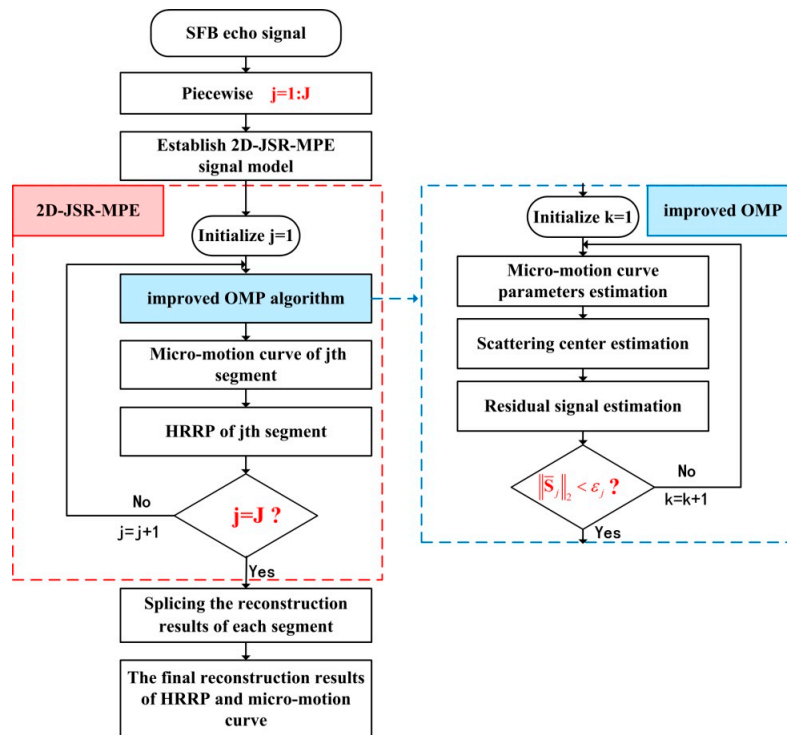 SFB echo signal
Piecewise j=1:J
Establish 2D-JSR-MPE
signal model
2D-JSR-MPE
Initialize j=1
improved OMP algorithm
Micro-motion curve of jth
segment
HRRP of jth segment
No
j=j+1
j=J ?
Yes
Splicing the reconstruction
results of each segment
The final reconstruction results
of HRRP and micro-motion
curve
improved OMP
Initialize k=1
Micro-motion curve
parameters estimation
Scattering center estimation
Residual signal estimation
‖S̅ⱼ‖₂ < εⱼ ?
No
k=k+1
Yes